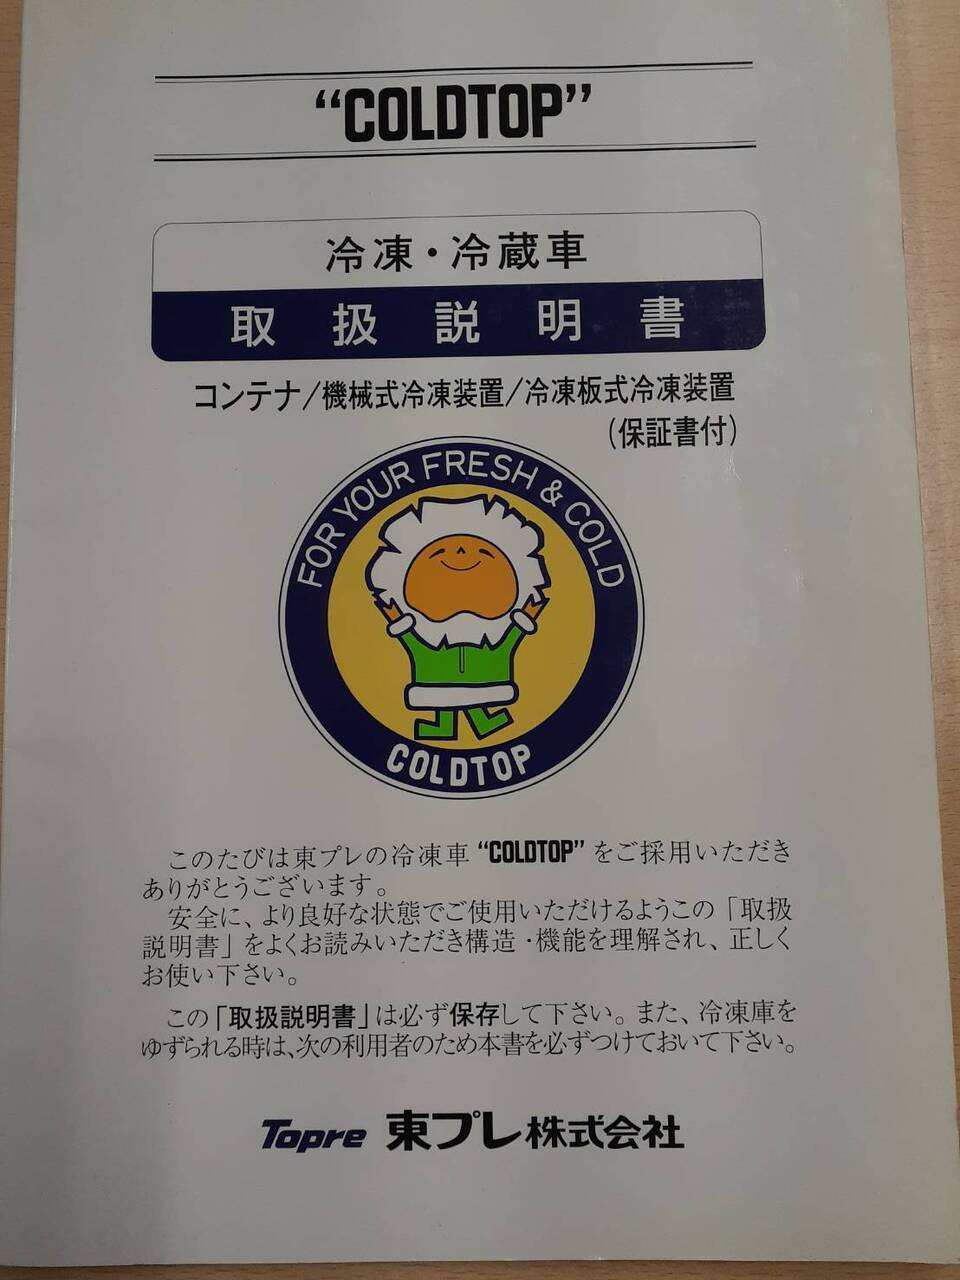 “COLDTOP”
冷凍・冷蔵車
取扱説明書
コンテナ/機械式冷凍装置/冷凍板式冷凍装置
(保証書付)
FOR YOUR FRESH & COLD
COLDTOP
このたびは東プレの冷凍車“COLDTOP”をご採用いただき
ありがとうございます。
安全に、より良好な状態でご使用いただけるようこの「取扱
説明書」をよくお読みいただき構造・機能を理解され、正しく
お使い下さい。
この「取扱説明書」は必ず保存して下さい。また、冷凍庫を
ゆずられる時は、次の利用者のため本書を必ずつけておいて下さい。
Topre 東プレ株式会社